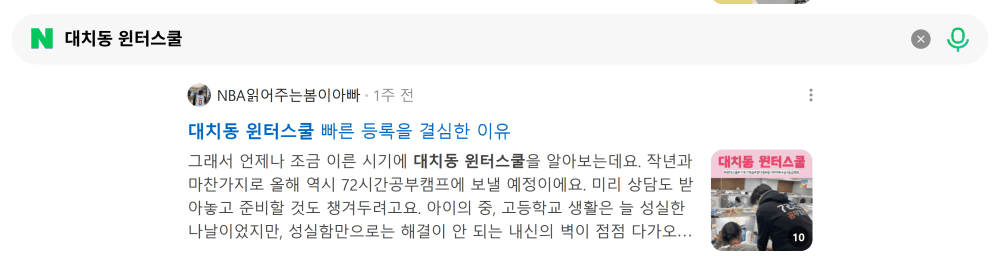 N 대치동 윈터스쿨
NBA읽어주는봄이아빠 · 1주 전
대치동 윈터스쿨 빠른 등록을 결심한 이유
그래서 언제나 조금 이른 시기에 대치동 윈터스쿨을 알아보는데요. 작년과
마찬가지로 올해 역시 72시간공부캠프에 보낼 예정이에요. 미리 상담도 받
아놓고 준비할 것도 챙겨두려고요. 아이의 중, 고등학교 생활은 늘 성실한
나날이었지만, 성실함만으로는 해결이 안 되는 내신의 벽이 점점 다가오...
대치동 윈터스쿨
10